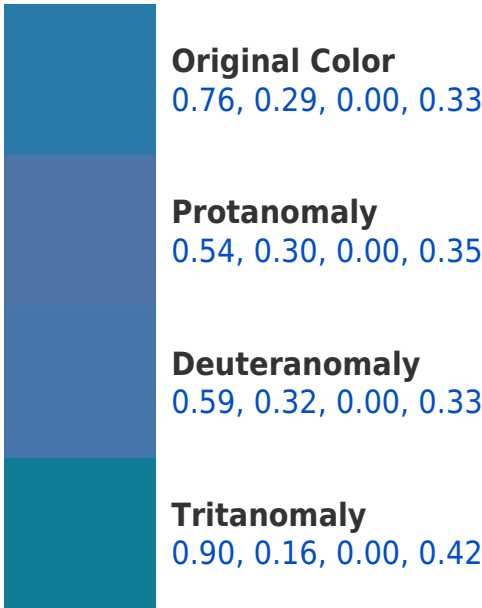 Original Color
0.76, 0.29, 0.00, 0.33
Protanomaly
0.54, 0.30, 0.00, 0.35
Deuteranomaly
0.59, 0.32, 0.00, 0.33
Tritanomaly
0.90, 0.16, 0.00, 0.42